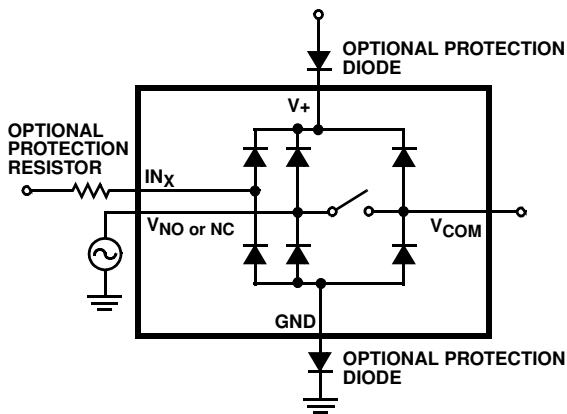 OPTIONAL PROTECTION
DIODE
V+
OPTIONAL
PROTECTION
RESISTOR
INX
VNO or NC
VCOM
GND
OPTIONAL PROTECTION
DIODE